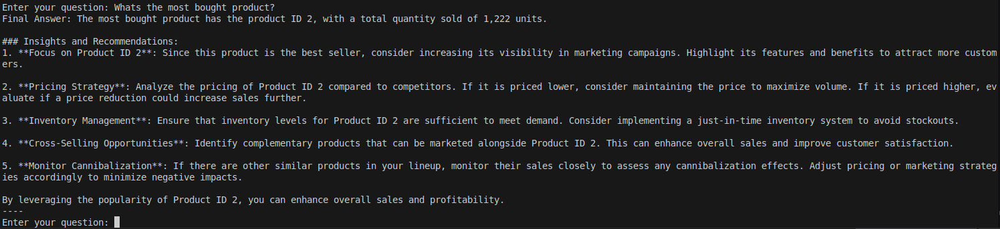 Enter your question: Whats the most bought product?
Final Answer: The most bought product has the product ID 2, with a total quantity sold of 1,222 units.
### Insights and Recommendations:
1. **Focus on Product ID 2**: Since this product is the best seller, consider increasing its visibility in marketing campaigns. Highlight its features and benefits to attract more custom
ers.
2. **Pricing Strategy**: Analyze the pricing of Product ID 2 compared to competitors. If it is priced lower, consider maintaining the price to maximize volume. If it is priced higher, ev
aluate if a price reduction could increase sales further.
3. **Inventory Management**: Ensure that inventory levels for Product ID 2 are sufficient to meet demand. Consider implementing a just-in-time inventory system to avoid stockouts.
4. **Cross-Selling Opportunities**: Identify complementary products that can be marketed alongside Product ID 2. This can enhance overall sales and improve customer satisfaction.
5. **Monitor Cannibalization**: If there are other similar products in your lineup, monitor their sales closely to assess any cannibalization effects. Adjust pricing or marketing strateg
ies accordingly to minimize negative impacts.
By leveraging the popularity of Product ID 2, you can enhance overall sales and profitability.
----
Enter your question: